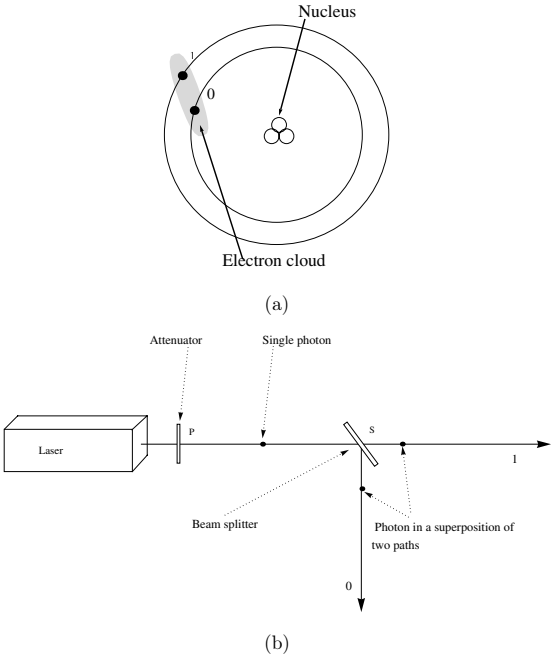 Nucleus
1
0
Electron cloud
(a)
Attenuator
Single photon
P
S
Laser
1
Beam splitter
Photon in a superposition of
two paths
0
(b)